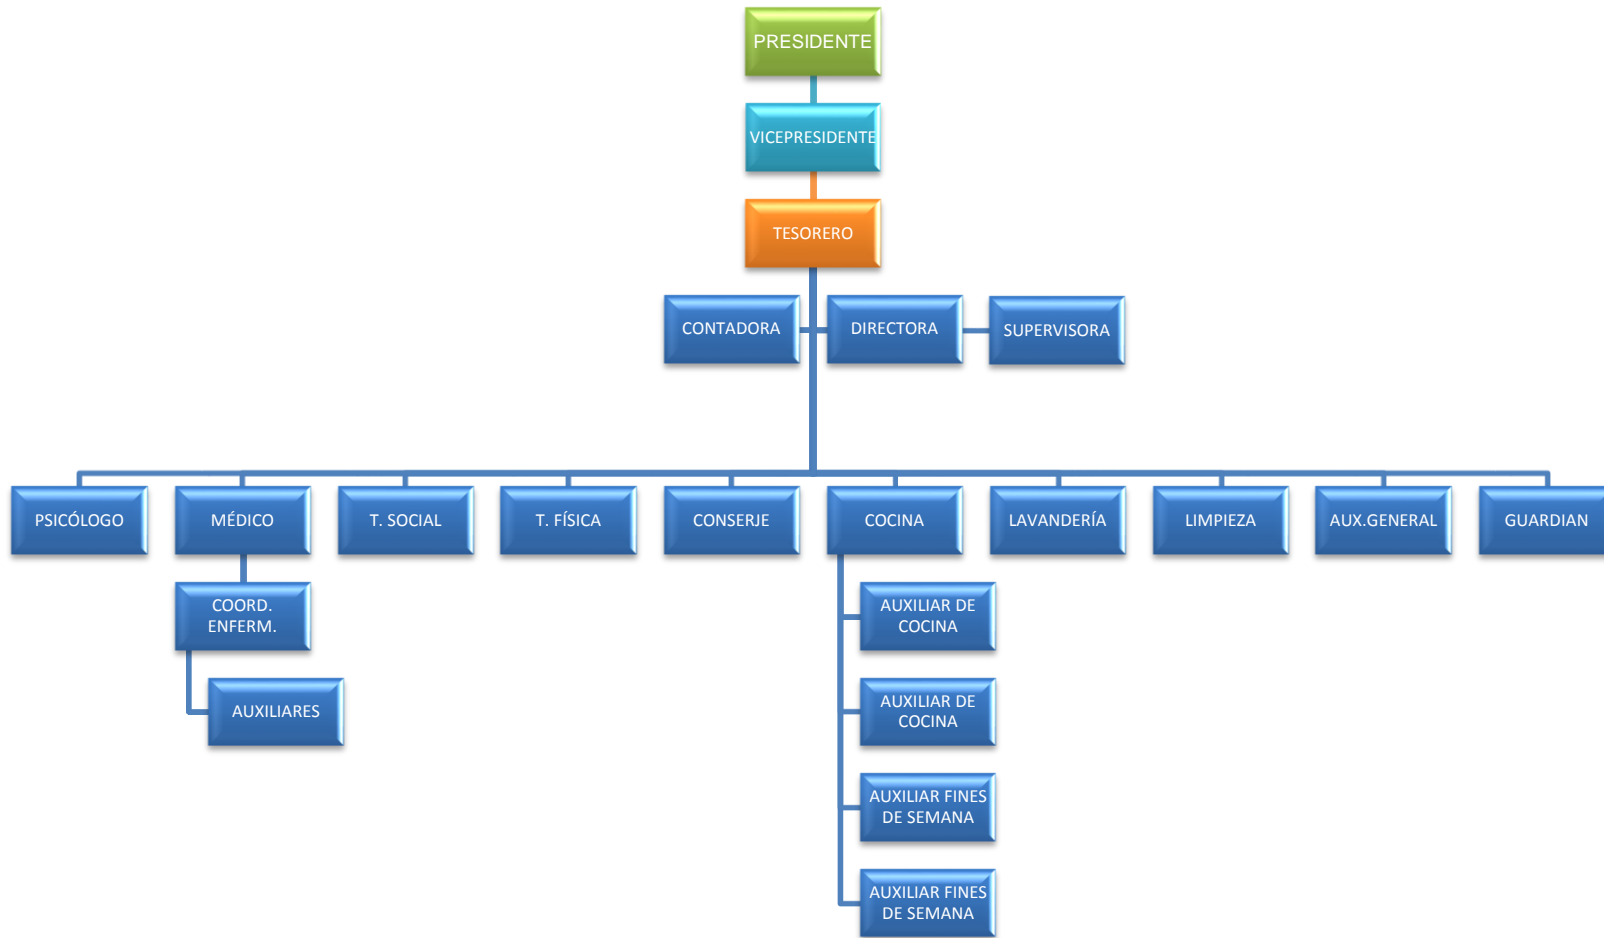 PRESIDENTE
VICEPRESIDENTE
TESORERO
CONTADORA
DIRECTORA
SUPERVISORA
PSICÓLOGO
MÉDICO
T. SOCIAL
T. FÍSICA
CONSERJE
COCINA
LAVANDERÍA
LIMPIEZA
AUX.GENERAL
GUARDIAN
COORD.
ENFERM.
AUXILIARES
AUXILIAR DE
COCINA
AUXILIAR DE
COCINA
AUXILIAR FINES
DE SEMANA
AUXILIAR FINES
DE SEMANA